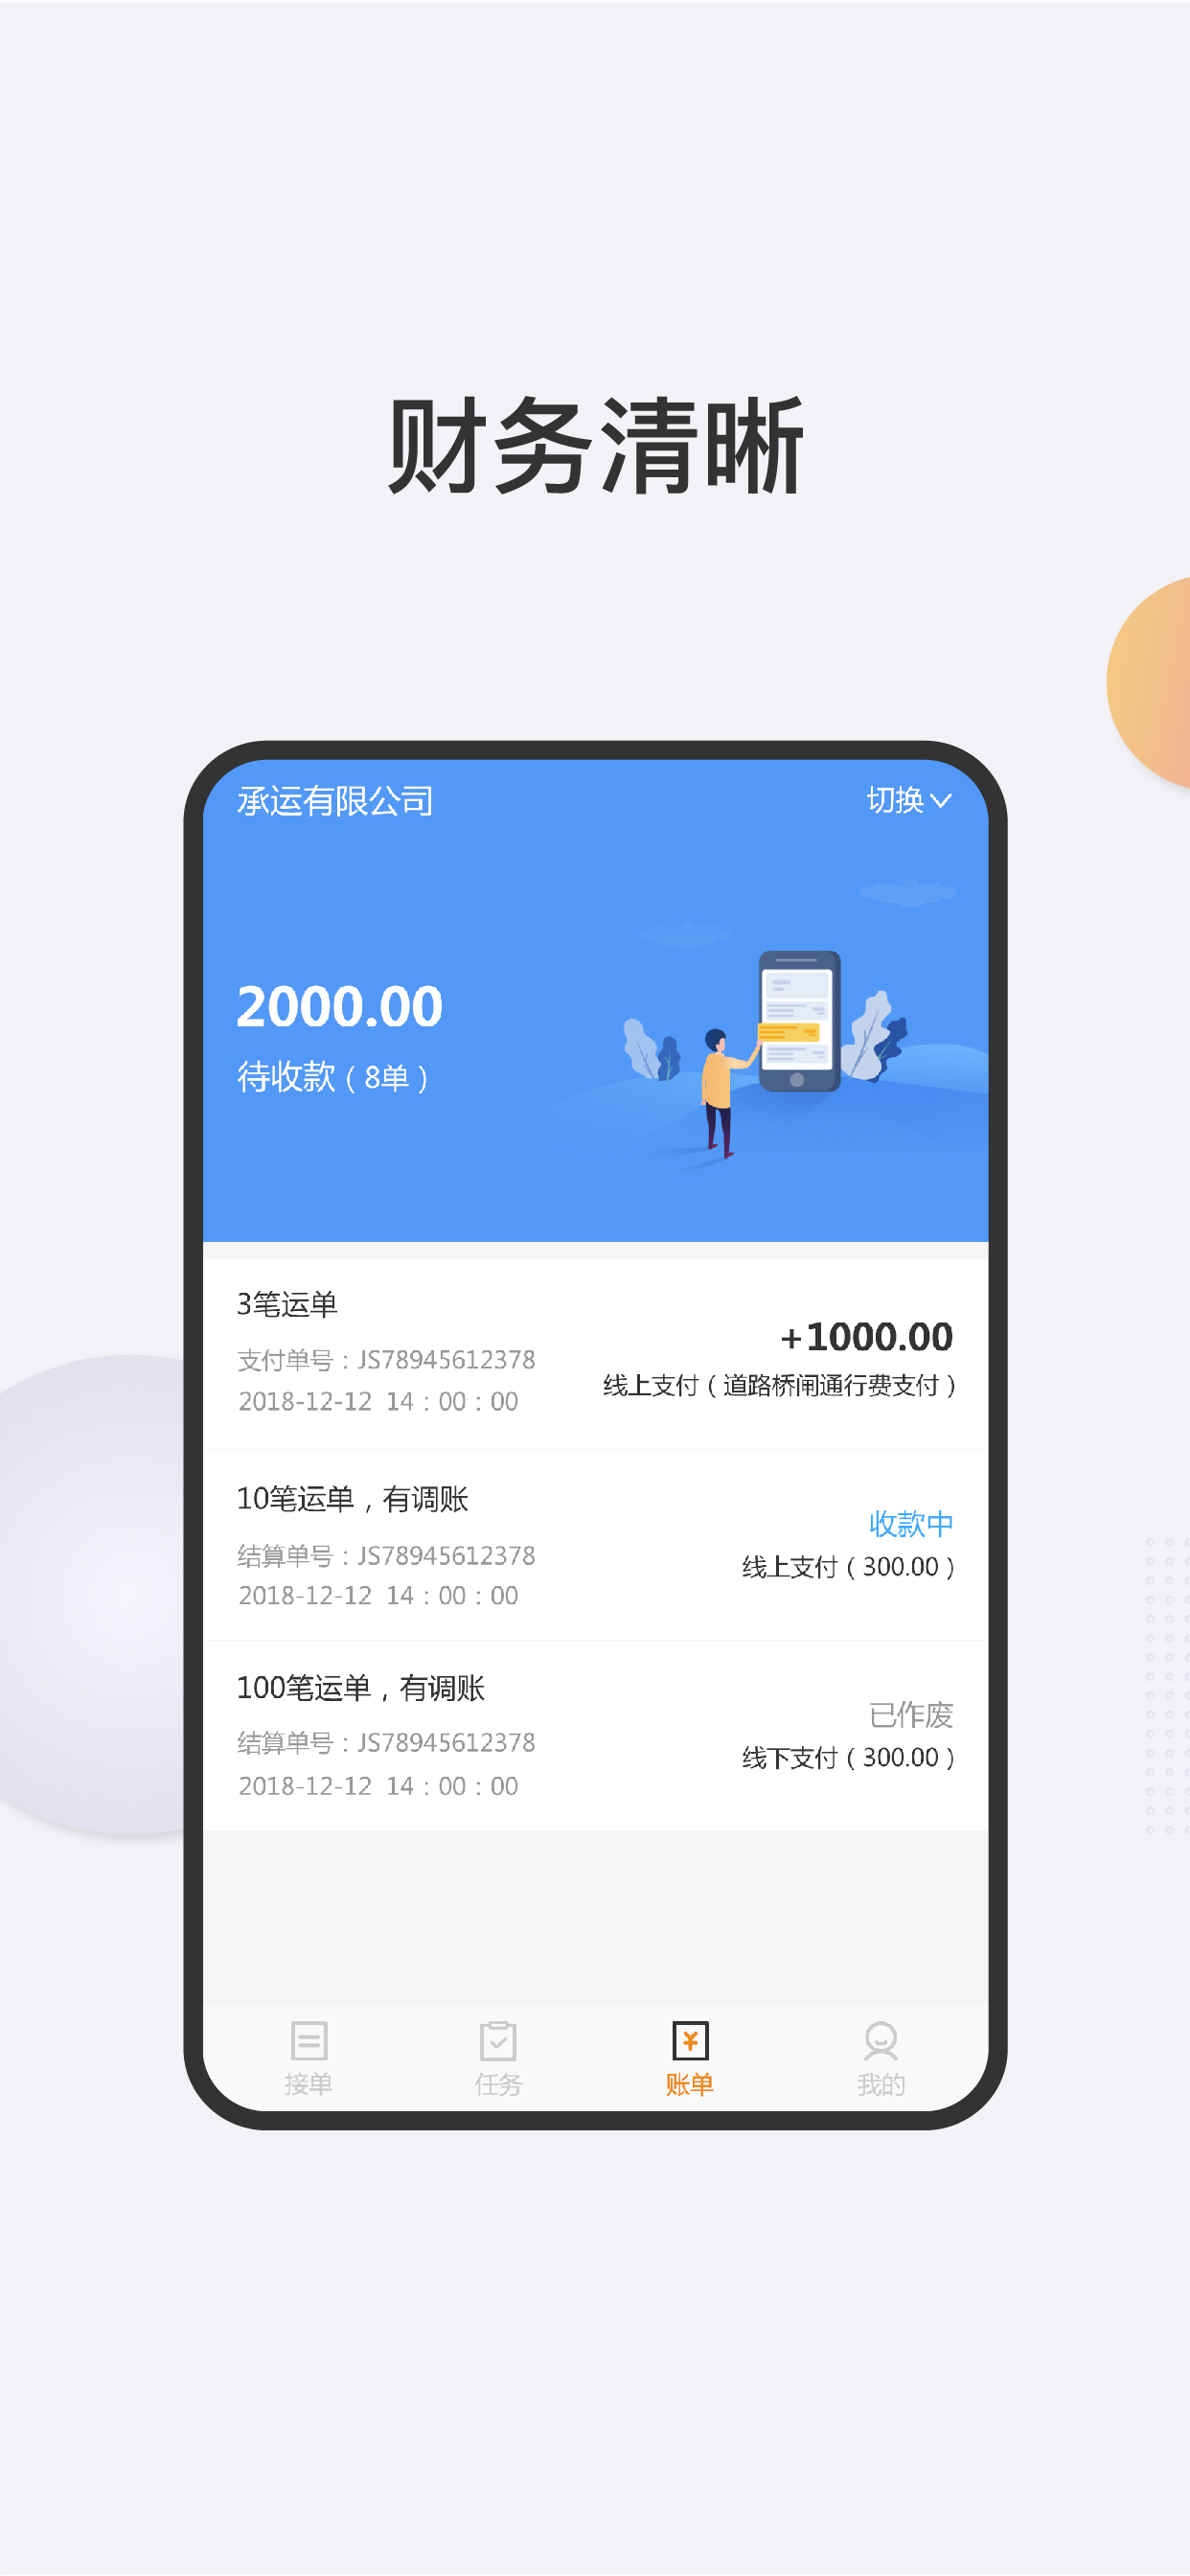 财务清晰
承运有限公司
切换
2000.00
待收款（8单）
3笔运单
+1000.00
支付单号：JS78945612378
线上支付（道路桥闸通行费支付）
2018-12-12 14：00：00
10笔运单，有调账
收款中
结算单号：JS78945612378
线上支付（300.00）
2018-12-12 14：00：00
100笔运单，有调账
已作废
结算单号：JS78945612378
线下支付（300.00）
2018-12-12 14：00：00
接单
任务
账单
我的